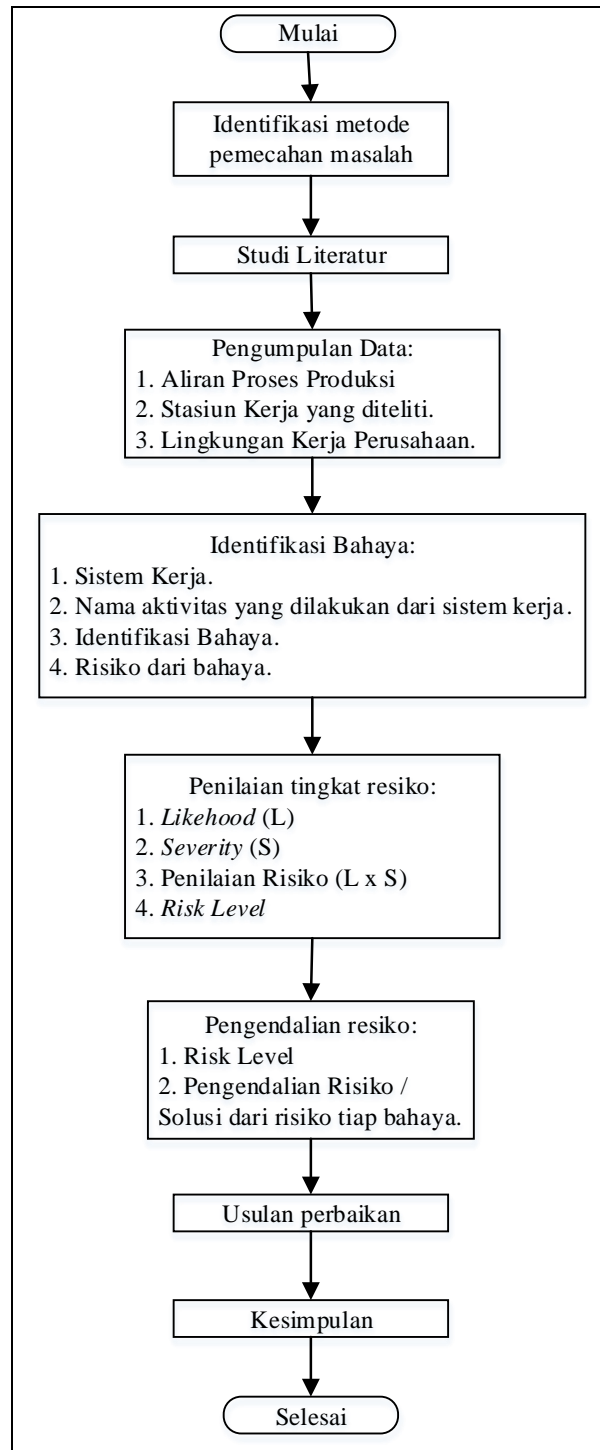 Mulai
Identifikasi metode
pemecahan masalah
Studi Literatur
Pengumpulan Data:
1. Aliran Proses Produksi
2. Stasiun Kerja yang diteliti.
3. Lingkungan Kerja Perusahaan.
Identifikasi Bahaya:
1. Sistem Kerja.
2. Nama aktivitas yang dilakukan dari sistem kerja.
3. Identifikasi Bahaya.
4. Risiko dari bahaya.
Penilaian tingkat resiko:
1. Likehood (L)
2. Severity (S)
3. Penilaian Risiko (L x S)
4. Risk Level
Pengendalian resiko:
1. Risk Level
2. Pengendalian Risiko /
Solusi dari risiko tiap bahaya.
Usulan perbaikan
Kesimpulan
Selesai